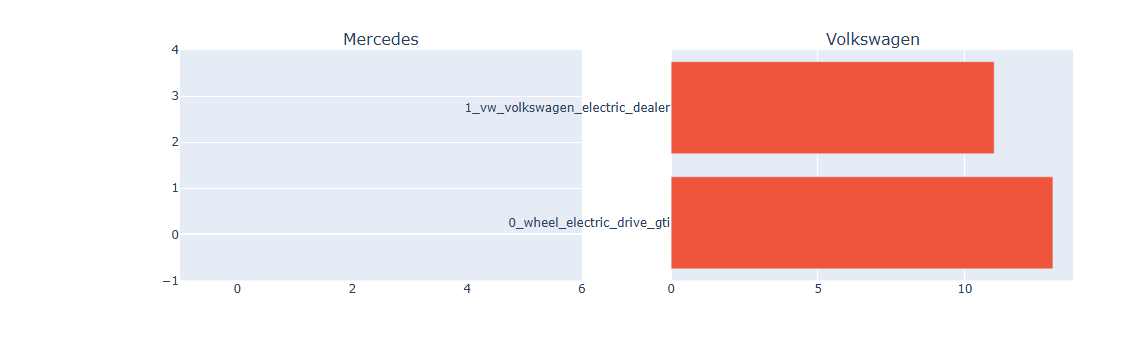 Mercedes
Volkswagen
4
3
2
1
0
−1
0 2 4 6
1_vw_volkswagen_electric_dealer
0_wheel_electric_drive_gti
0 5 10